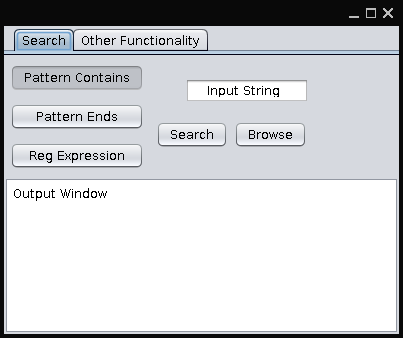 Search Other Functionality
Pattern Contains
Input String
Pattern Ends
Search Browse
Reg Expression
Output Window